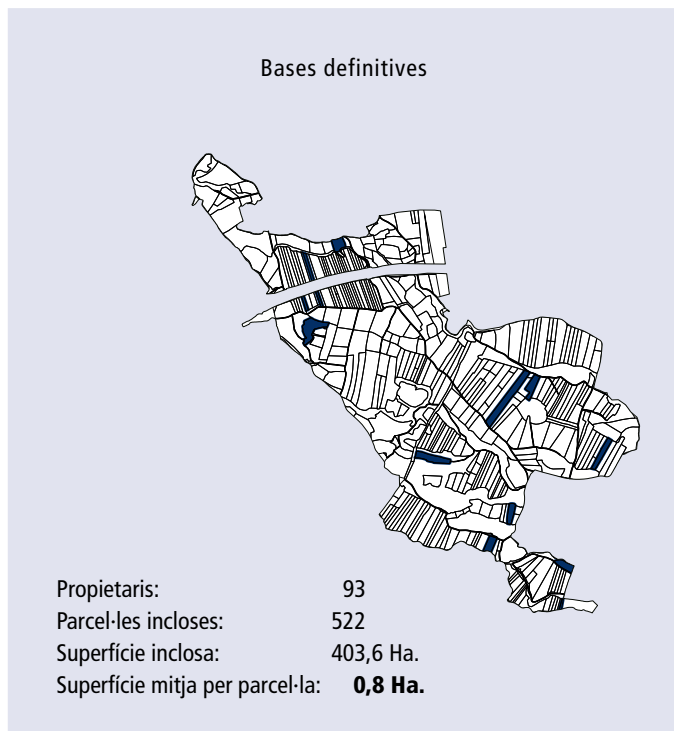 Bases definitives
Propietaris: 93
Parcel·les incloses: 522
Superfície inclosa: 403,6 Ha.
Superfície mitja per parcel·la: 0,8 Ha.